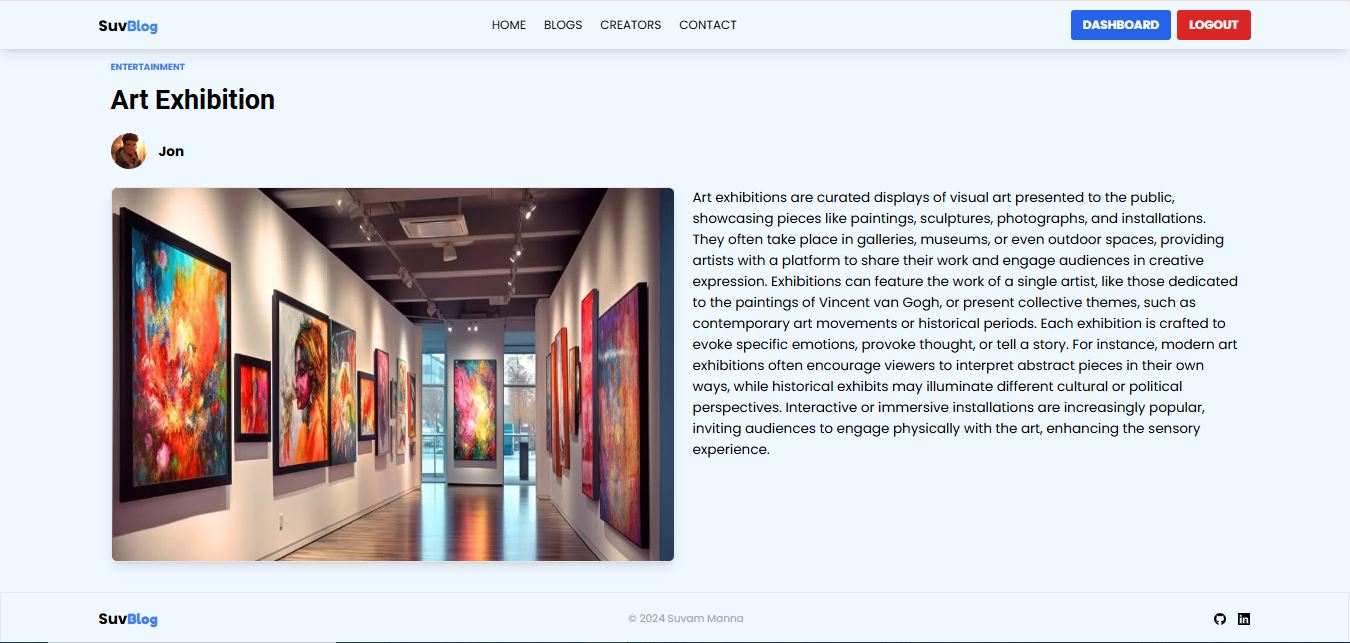 SuvBlog
HOME BLOGS CREATORS CONTACT
DASHBOARD LOGOUT
ENTERTAINMENT
Art Exhibition
Jon
Art exhibitions are curated displays of visual art presented to the public,
showcasing pieces like paintings, sculptures, photographs, and installations.
They often take place in galleries, museums, or even outdoor spaces, providing
artists with a platform to share their work and engage audiences in creative
expression. Exhibitions can feature the work of a single artist, like those dedicated
to the paintings of Vincent van Gogh, or present collective themes, such as
contemporary art movements or historical periods. Each exhibition is crafted to
evoke specific emotions, provoke thought, or tell a story. For instance, modern art
exhibitions often encourage viewers to interpret abstract pieces in their own
ways, while historical exhibits may illuminate different cultural or political
perspectives. Interactive or immersive installations are increasingly popular,
inviting audiences to engage physically with the art, enhancing the sensory
experience.
SuvBlog
© 2024 Suvam Manna